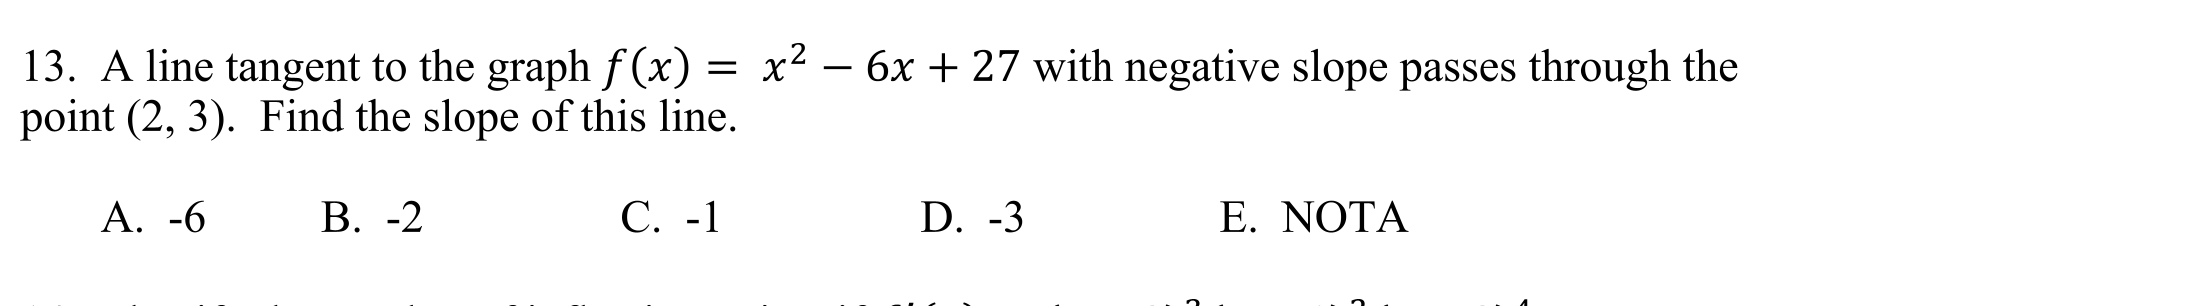 13. A line tangent to the graph f(x) = x² − 6x + 27 with negative slope passes through the
point (2, 3). Find the slope of this line.
A. -6 B. -2 C. -1 D. -3 E. NOTA